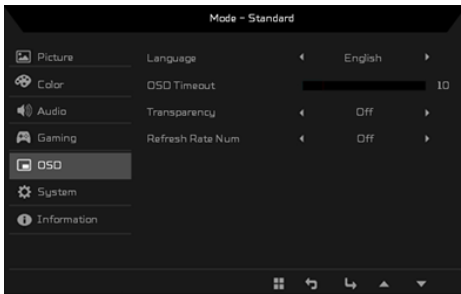 Mode - Standard
Picture
Language English
Color
OSD Timeout 10
Audio
Transparency Off
Gaming
Refresh Rate Num Off
OSD
System
Information